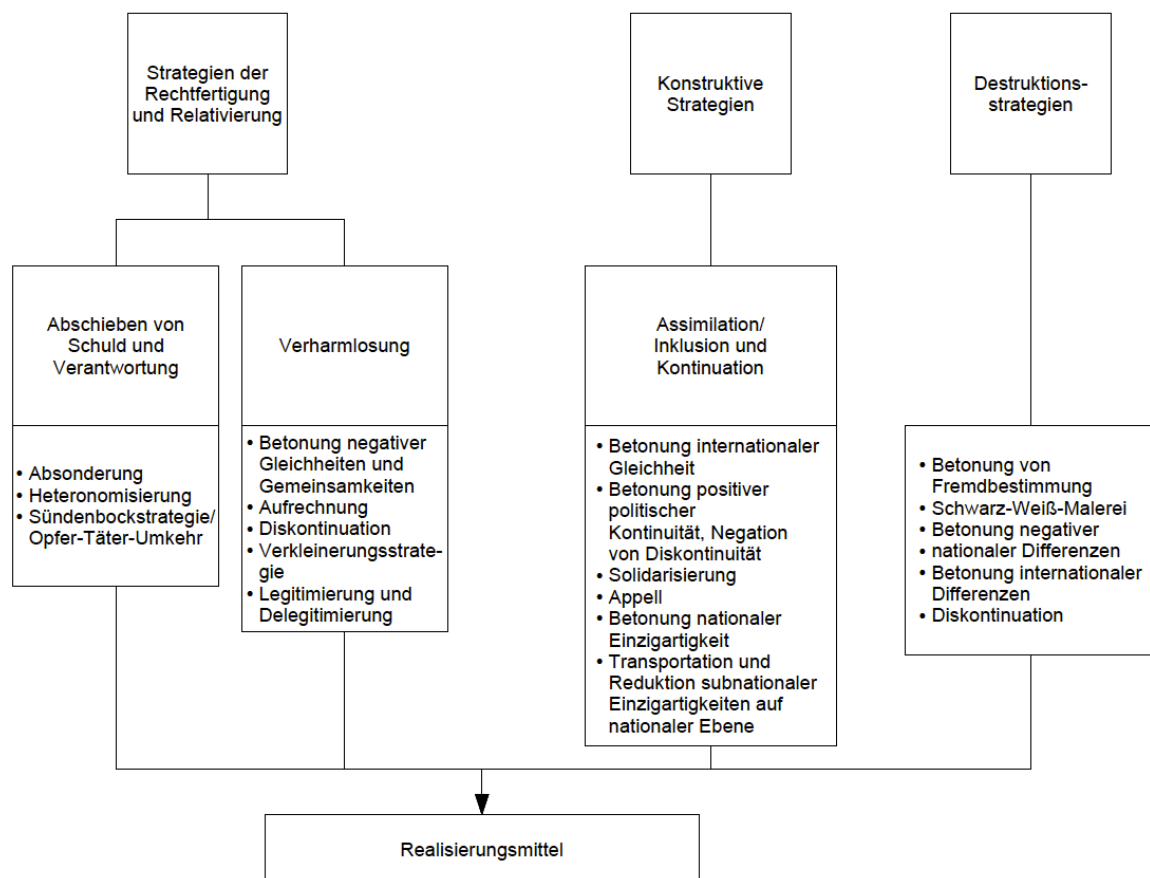 Strategien der
Rechtfertigung
und Relativierung
Konstruktive
Strategien
Destruktions-
strategien
Abschieben von
Schuld und
Verantwortung
Verharmlosung
Assimilation/
Inklusion und
Kontinuation
• Absonderung
• Heteronomisierung
• Sündenbockstrategie/
Opfer-Täter-Umkehr
• Betonung negativer
Gleichheiten und
Gemeinsamkeiten
• Aufrechnung
• Diskontinuation
• Verkleinerungsstrate-
gie
• Legitimierung und
Delegitimierung
• Betonung internationaler
Gleichheit
• Betonung positiver
politischer
Kontinuität, Negation
von Diskontinuität
• Solidarisierung
• Appell
• Betonung nationaler
Einzigartigkeit
• Transportation und
Reduktion subnationaler
Einzigartigkeiten auf
nationaler Ebene
• Betonung von
Fremdbestimmung
• Schwarz-Weiß-Malerei
• Betonung negativer
• nationaler Differenzen
• Betonung internationaler
Differenzen
• Diskontinuation
Realisierungsmittel